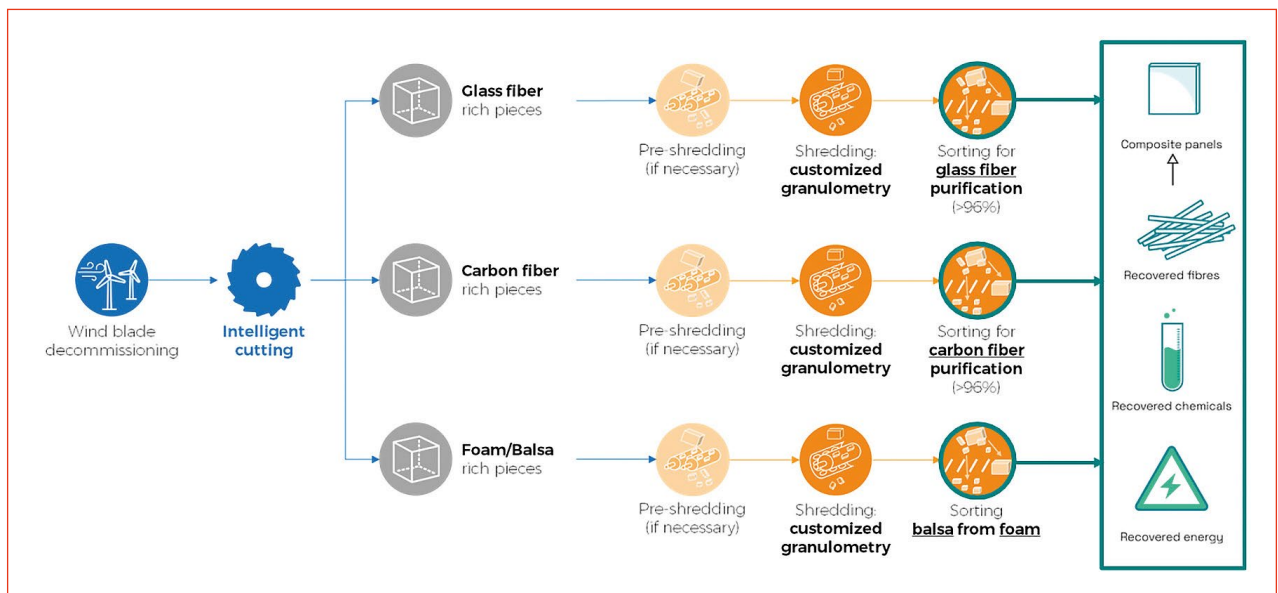 Wind blade
decommissioning
Intelligent
cutting
Glass fiber
rich pieces
Pre-shredding
(if necessary)
Shredding:
customized
granulometry
Sorting for
glass fiber
purification
(>96%)
Carbon fiber
rich pieces
Pre-shredding
(if necessary)
Shredding:
customized
granulometry
Sorting for
carbon fiber
purification
(>96%)
Foam/Balsa
rich pieces
Pre-shredding
(if necessary)
Shredding:
customized
granulometry
Sorting
balsa from foam
Composite panels
Recovered fibres
Recovered chemicals
Recovered energy